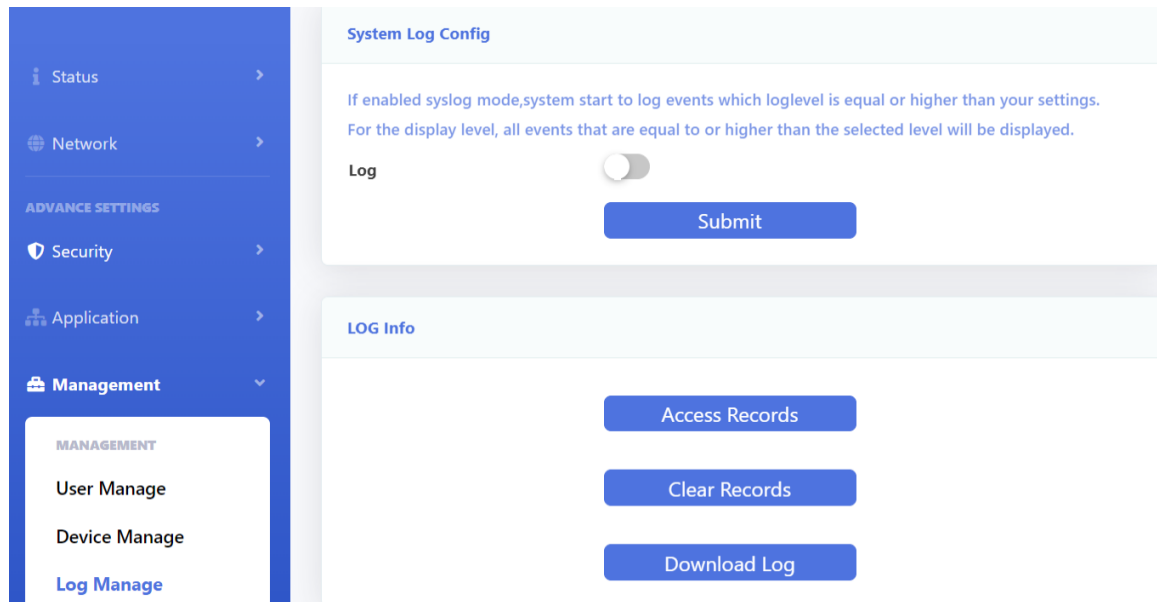 Status
Network
ADVANCE SETTINGS
Security
Application
Management
MANAGEMENT
User Manage
Device Manage
Log Manage
System Log Config
If enabled syslog mode,system start to log events which loglevel is equal or higher than your settings.
For the display level, all events that are equal to or higher than the selected level will be displayed.
Log
Submit
LOG Info
Access Records
Clear Records
Download Log